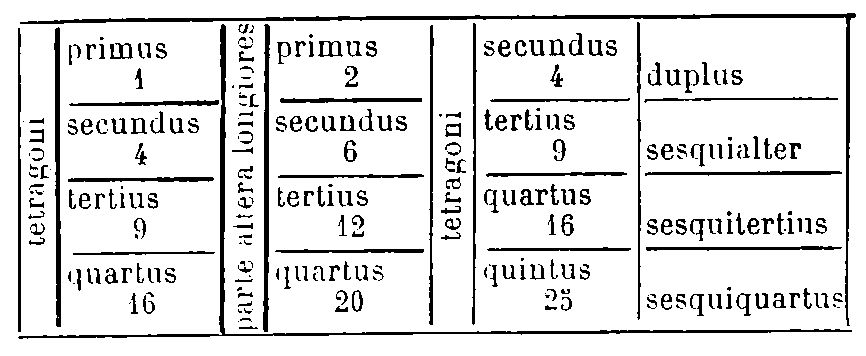 tetragoni
primus
1
secundus
4
tertius
9
quartus
16
parte altera longiores
primus
2
secundus
6
tertius
12
quartus
20
tetragoni
secundus
4
tertius
9
quartus
16
quintus
25
duplus
sesquialter
sesquitertius
sesquiquartus